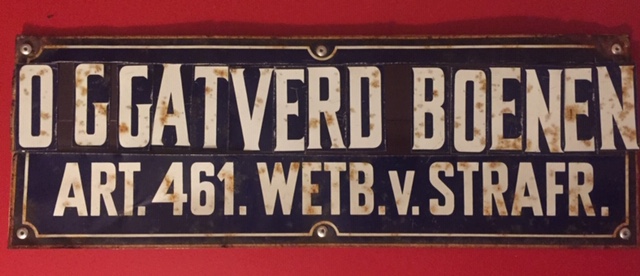 O GGATVERD BOENEN
ART. 461. WETB. v. STRAFR.